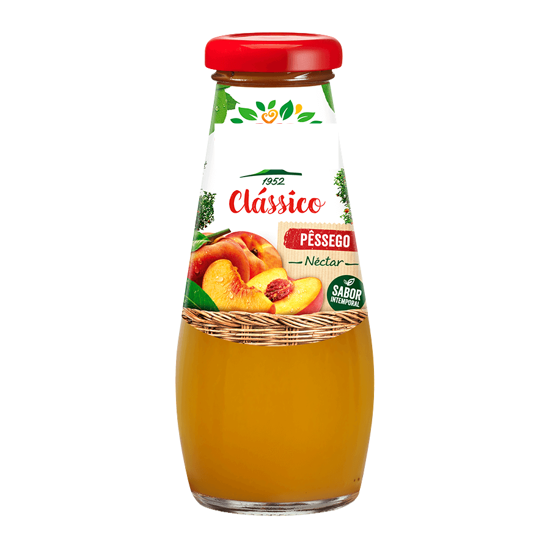 1952
Clássico
PÊSSEGO
Néctar
SABOR
INTEMPORAL